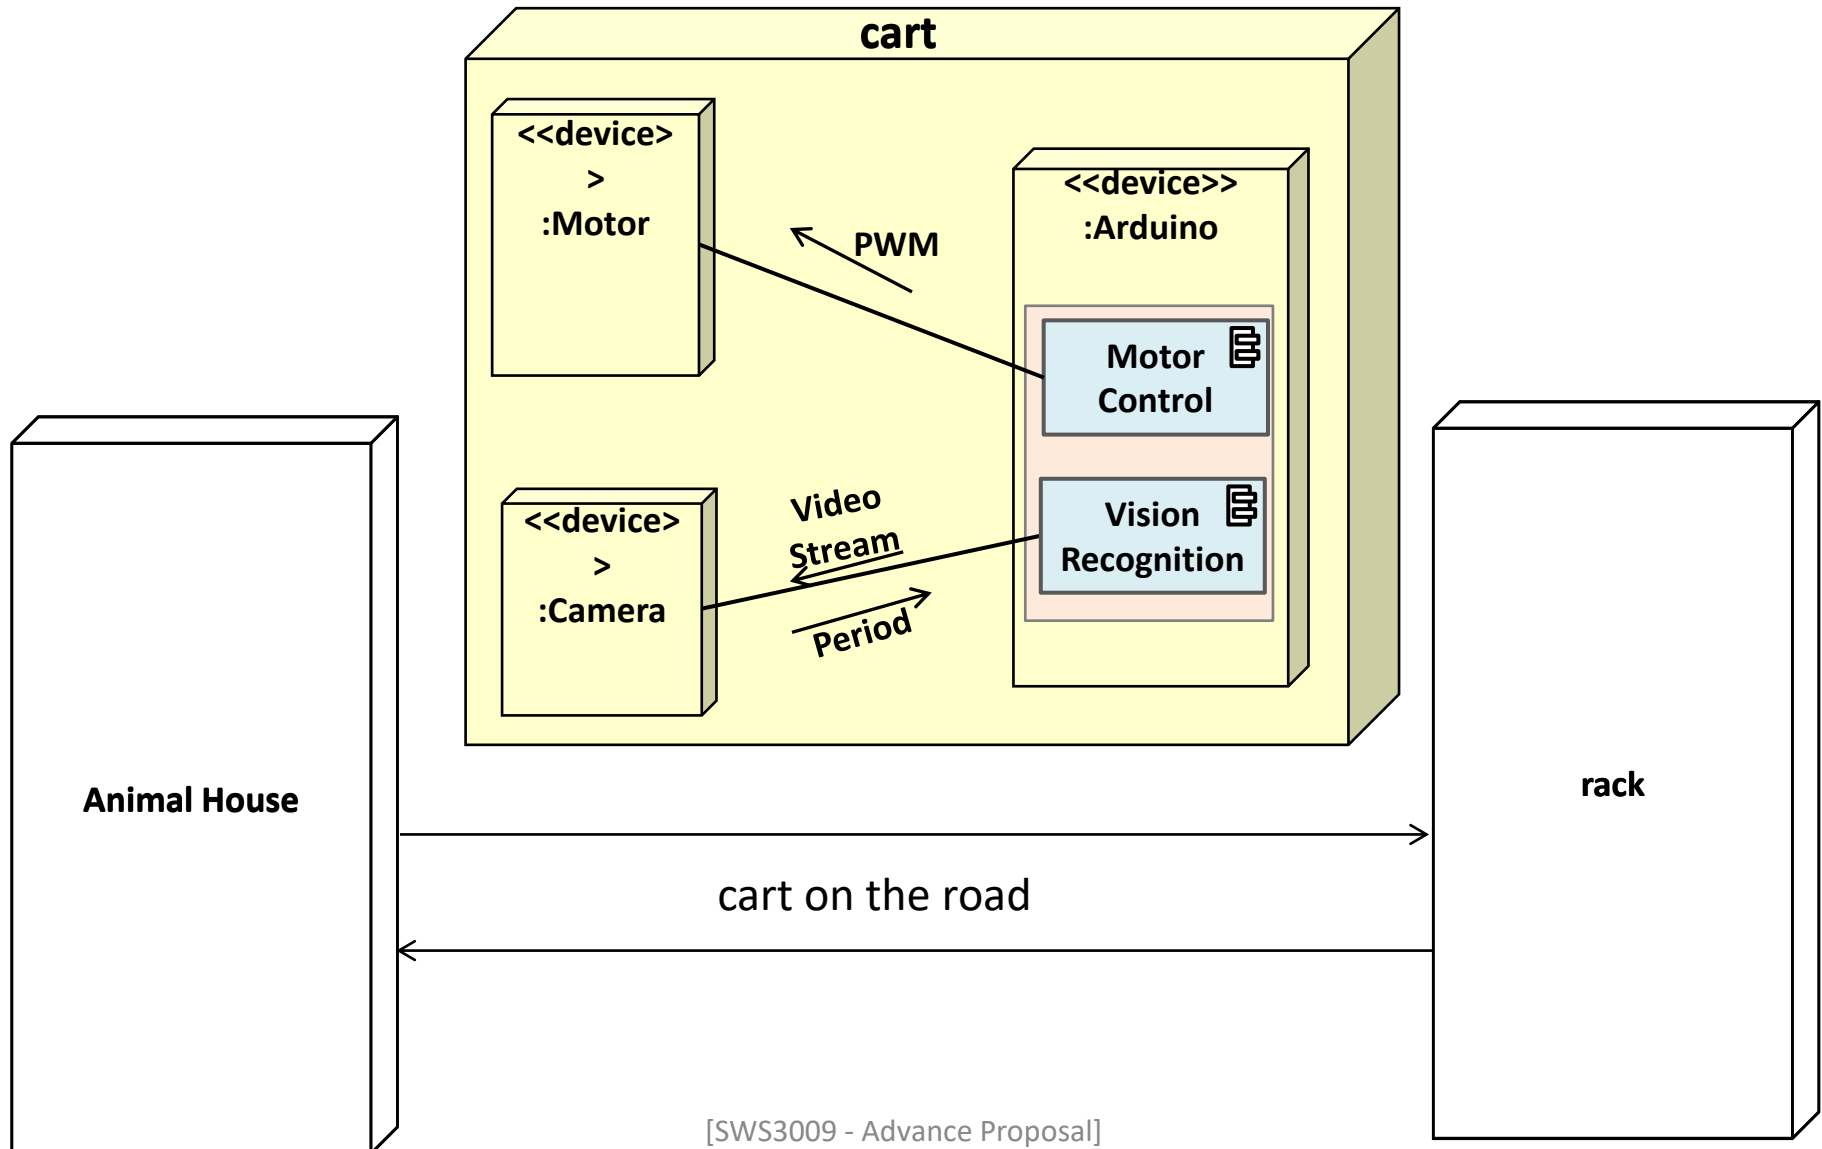 cart
<<device>
>
:Motor
<<device>>
:Arduino
PWM
Motor
Control
<<device>
>
:Camera
Video
Stream
Period
Vision
Recognition
Animal House
rack
cart on the road
[SWS3009 - Advance Proposal]